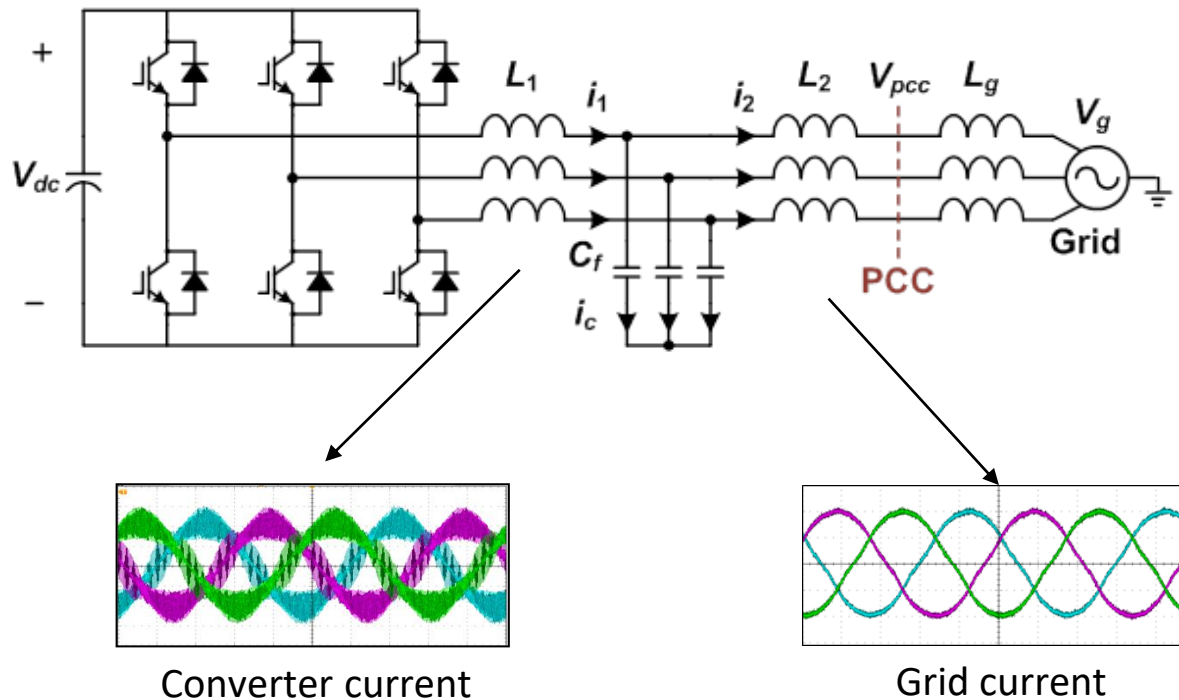 +
L1
i1
i2
L2
Vpcc
Lg
Vg
Vdc
Cf
Grid
−
PCC
ic
Converter current
Grid current